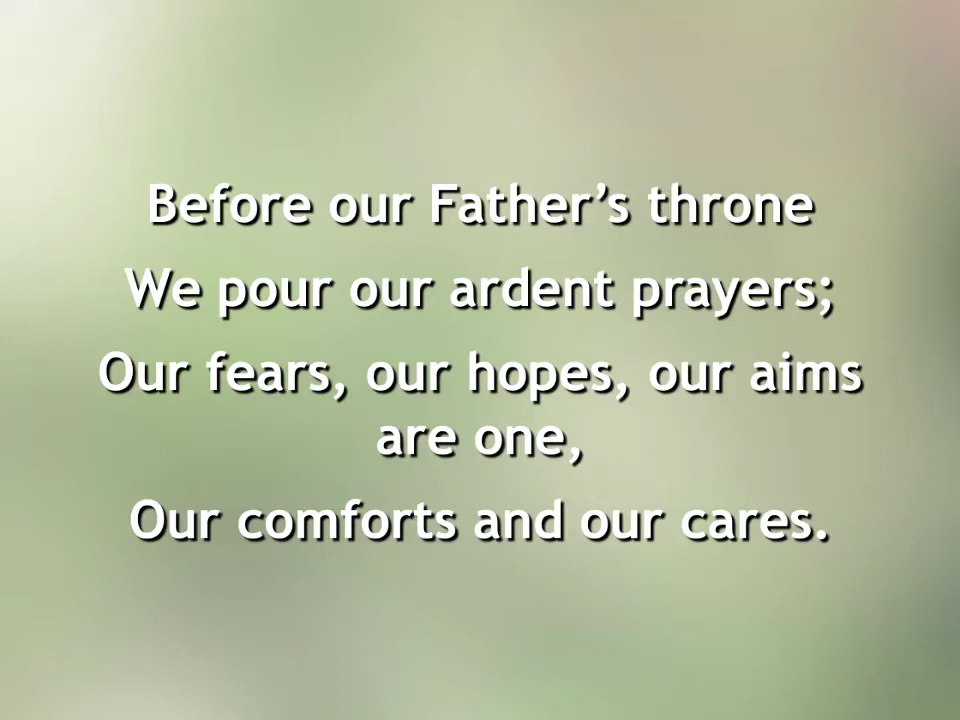 Before our Father’s throne
We pour our ardent prayers;
Our fears, our hopes, our aims
are one,
Our comforts and our cares.